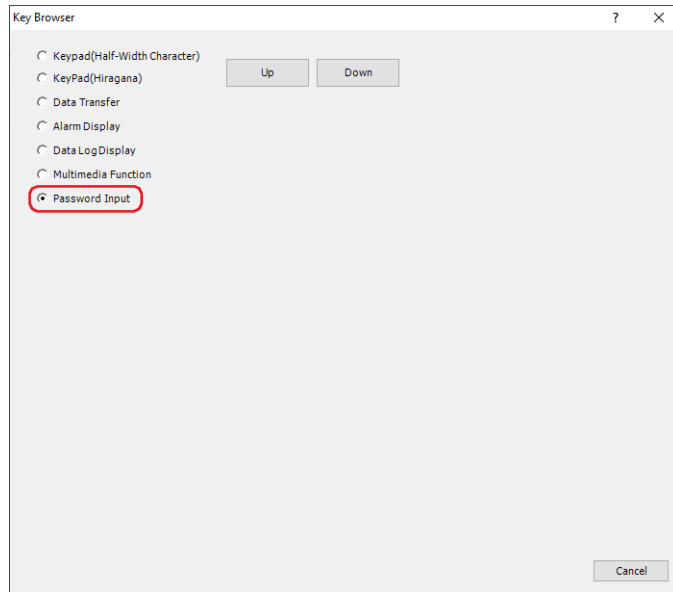 Key Browser
?
Keypad(Half-Width Character)
KeyPad(Hiragana)
Data Transfer
Alarm Display
Data Log Display
Multimedia Function
Password Input
Up
Down
Cancel